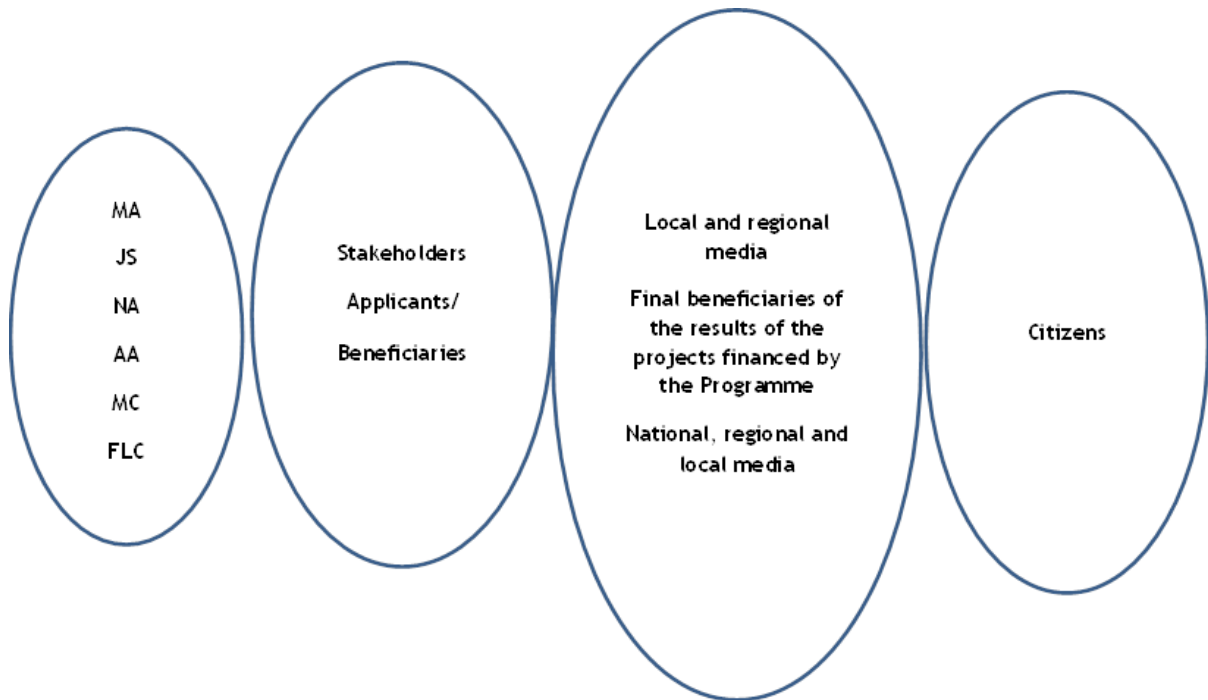 MA
JS
NA
AA
MC
FLC
Stakeholders
Applicants/
Beneficiaries
Local and regional
media
Final beneficiaries of
the results of the
projects financed by
the Programme
National, regional and
local media
Citizens